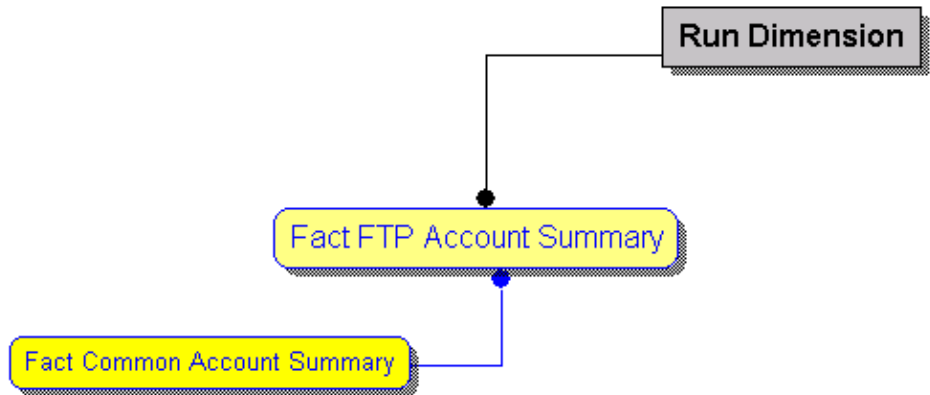 Run Dimension
Fact FTP Account Summary
Fact Common Account Summary